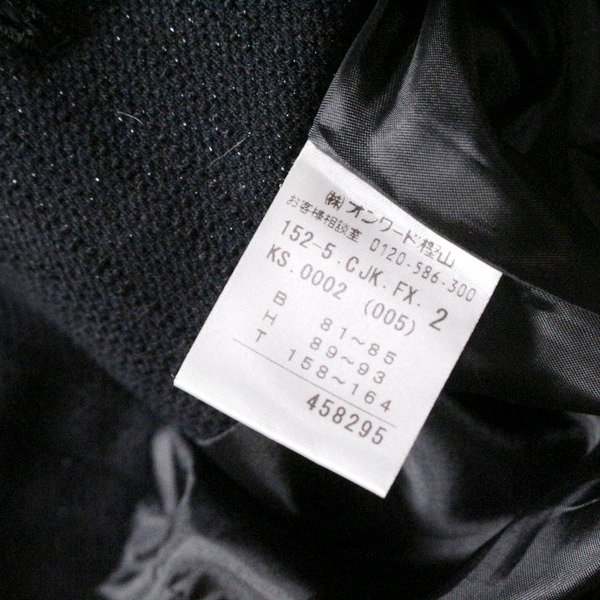 ㈱オンワード樫山
お客様相談室 0120-586-300
152-5.CJK.FX. 2
KS.0002 (005)
B 81~85
H 89~93
T 158~164
458295